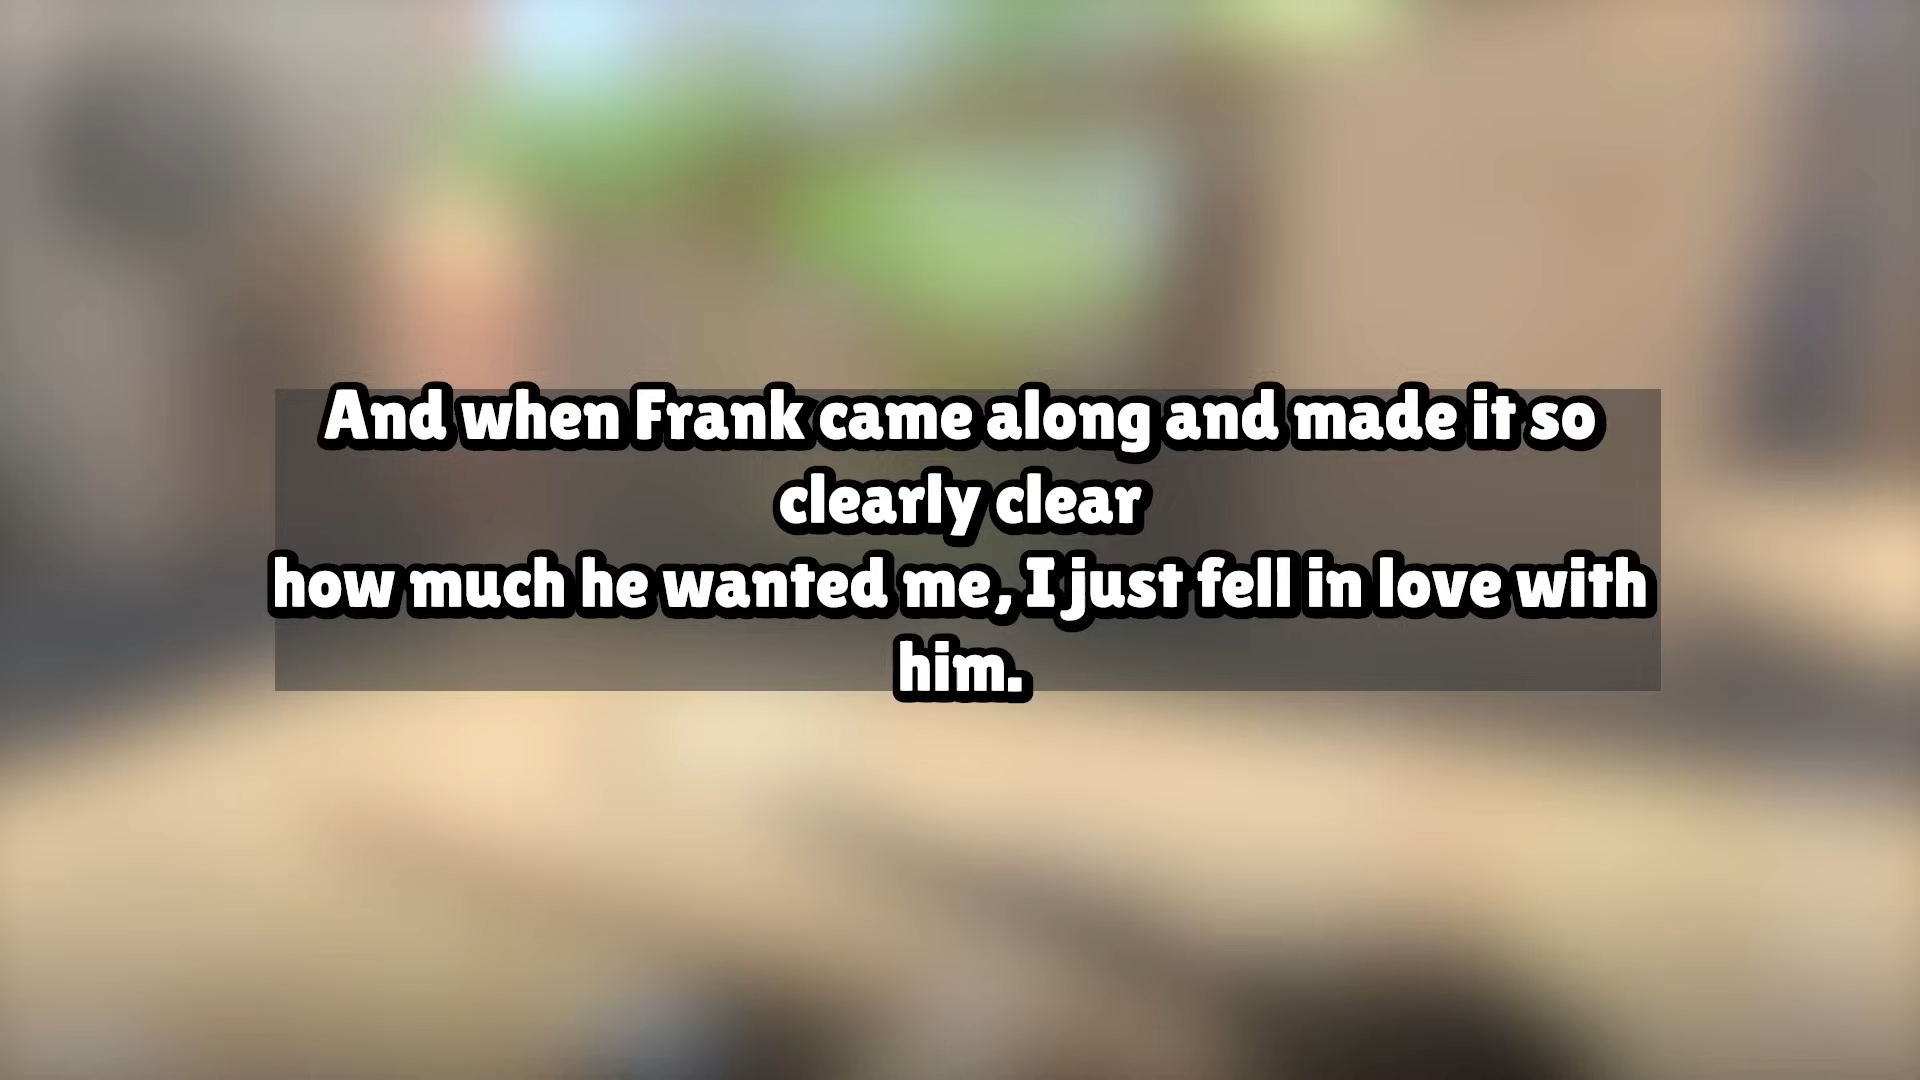 And when Frank came along and made it so
clearly clear
how much he wanted me, I just fell in love with
him.